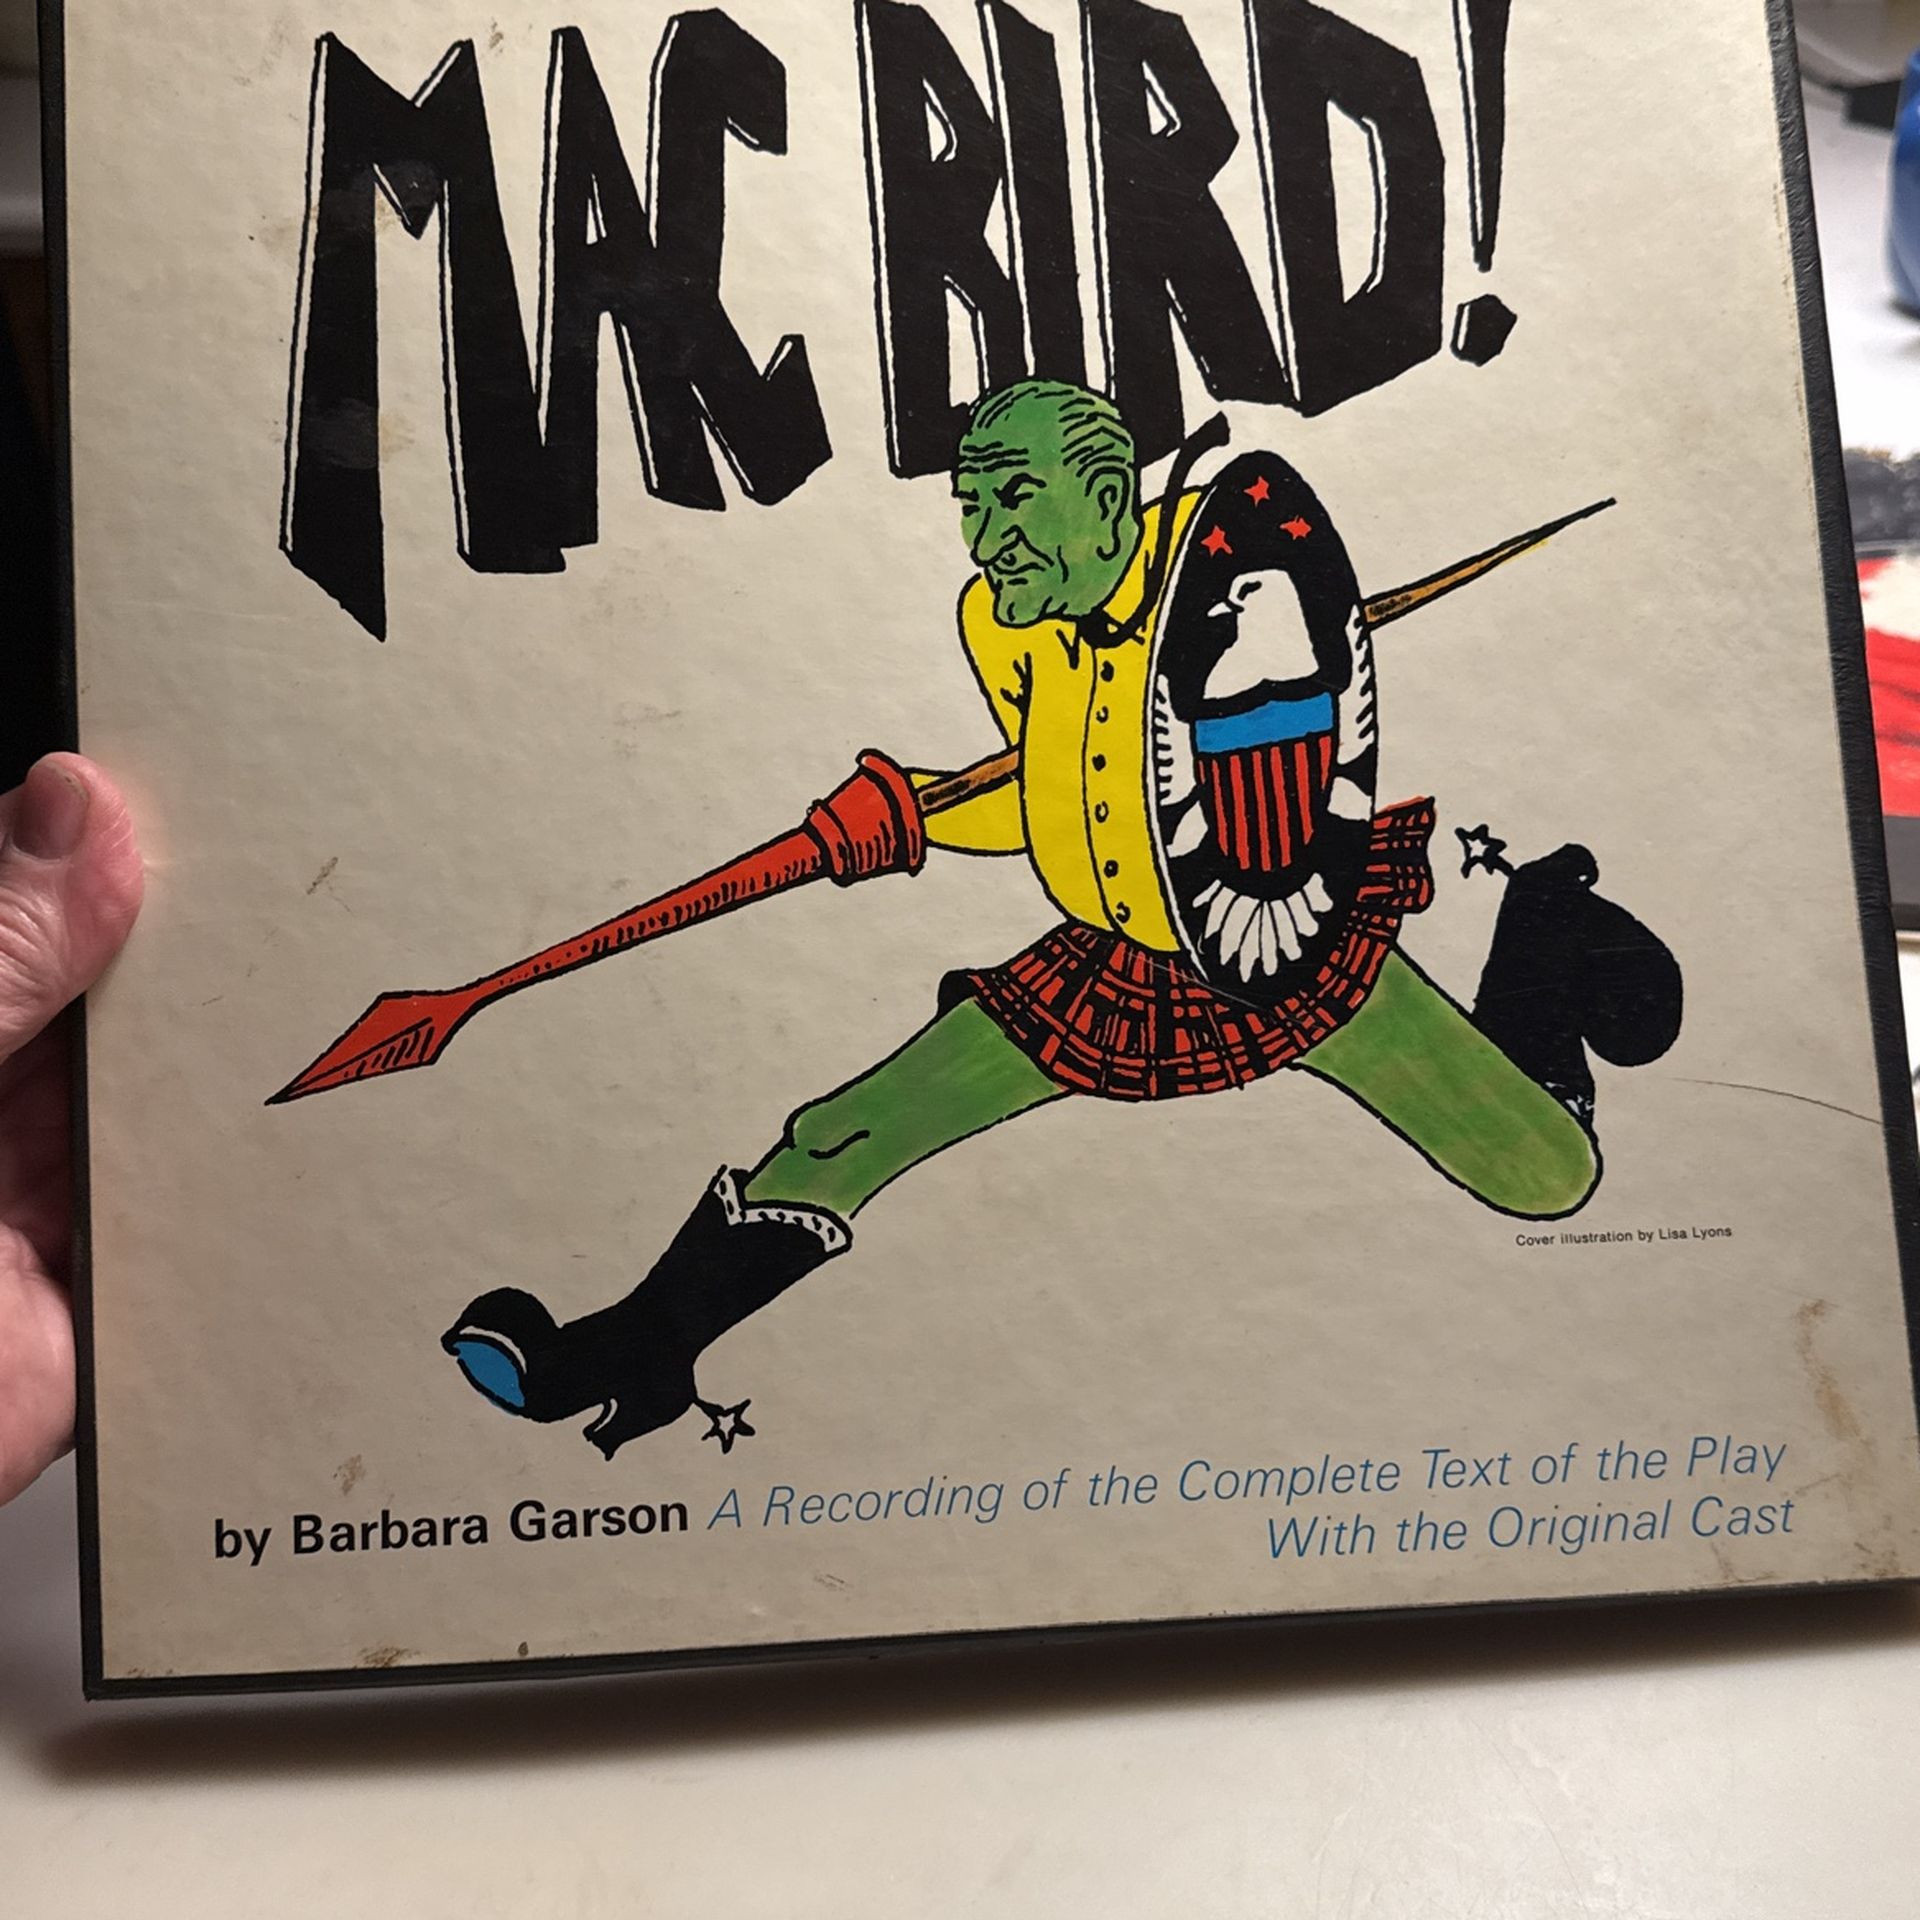 MAC BIRD!
Cover illustration by Lisa Lyons
by Barbara Garson A Recording of the Complete Text of the Play
With the Original Cast